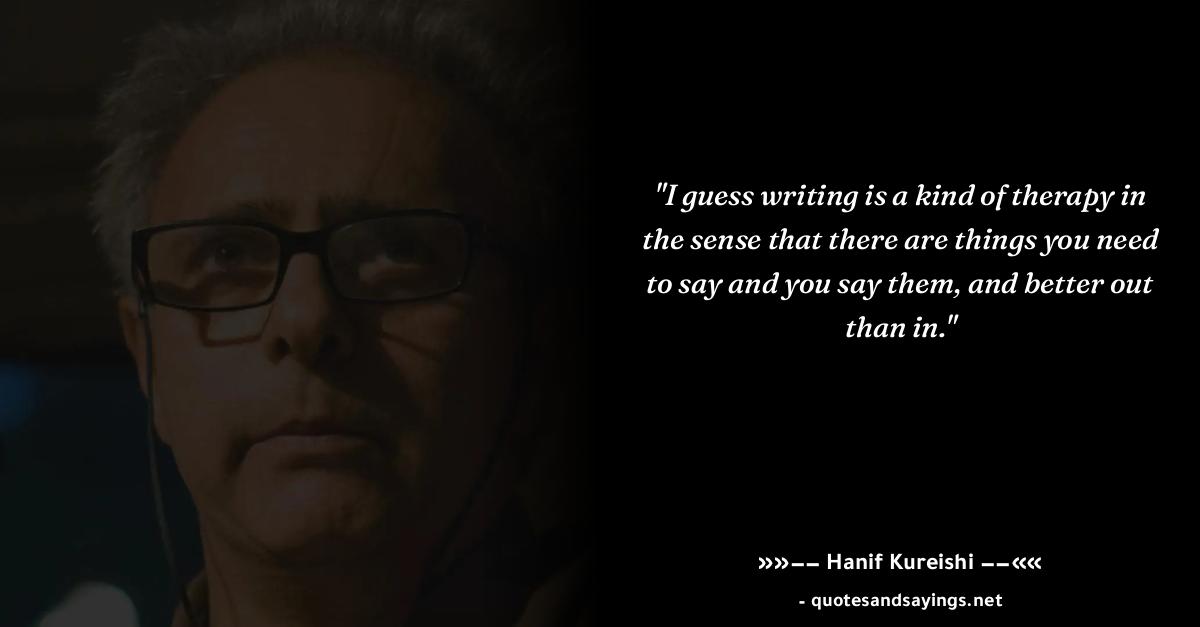 "I guess writing is a kind of therapy in
the sense that there are things you need
to say and you say them, and better out
than in."
»»−− Hanif Kureishi −−««
- quotesandsayings.net